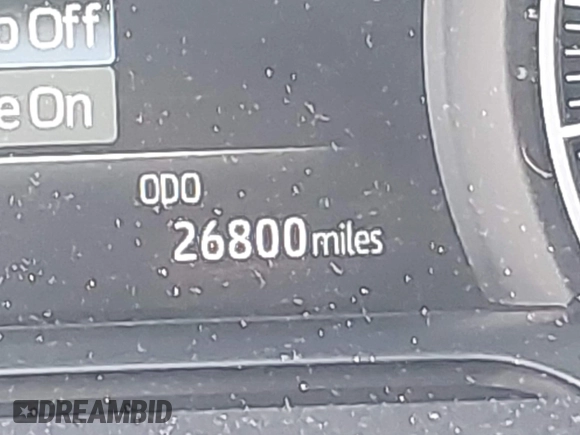 Off
On
ODO
26800 miles
DREAMBID